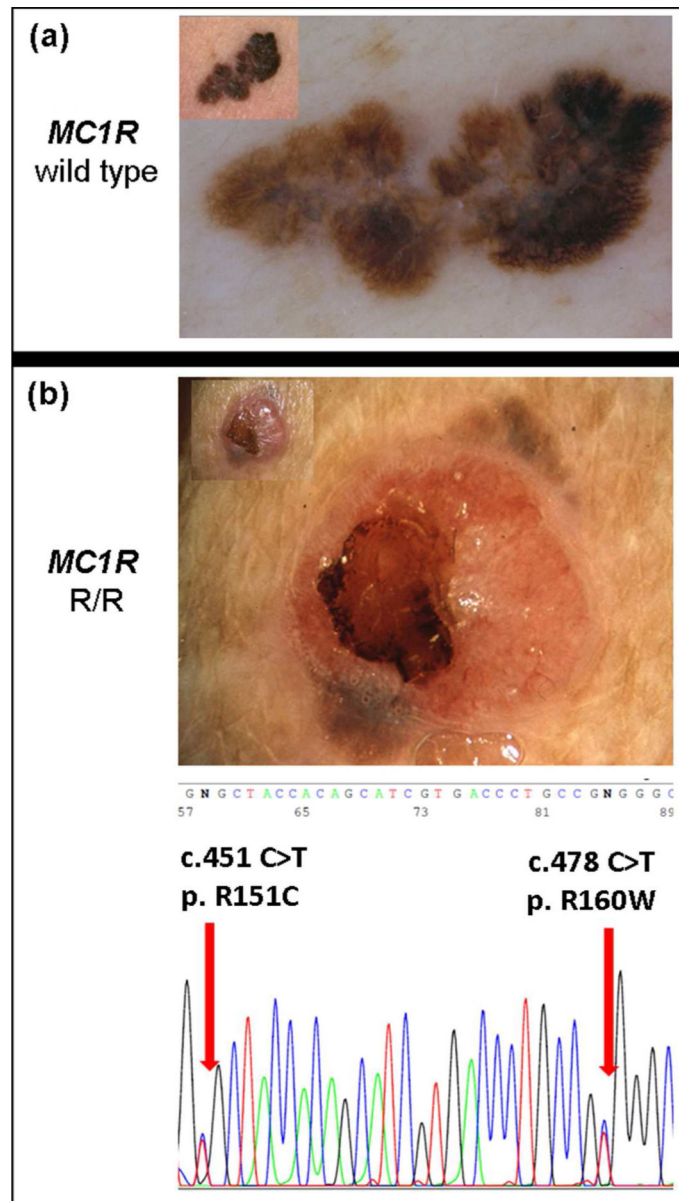 (a)
MC1R
wild type
(b)
MC1R
R/R
G N G C T A C C A C A G C A T C G T G A C C C T G C C G N G G G C
57 65 73 81 89
c.451 C>T
p. R151C
c.478 C>T
p. R160W